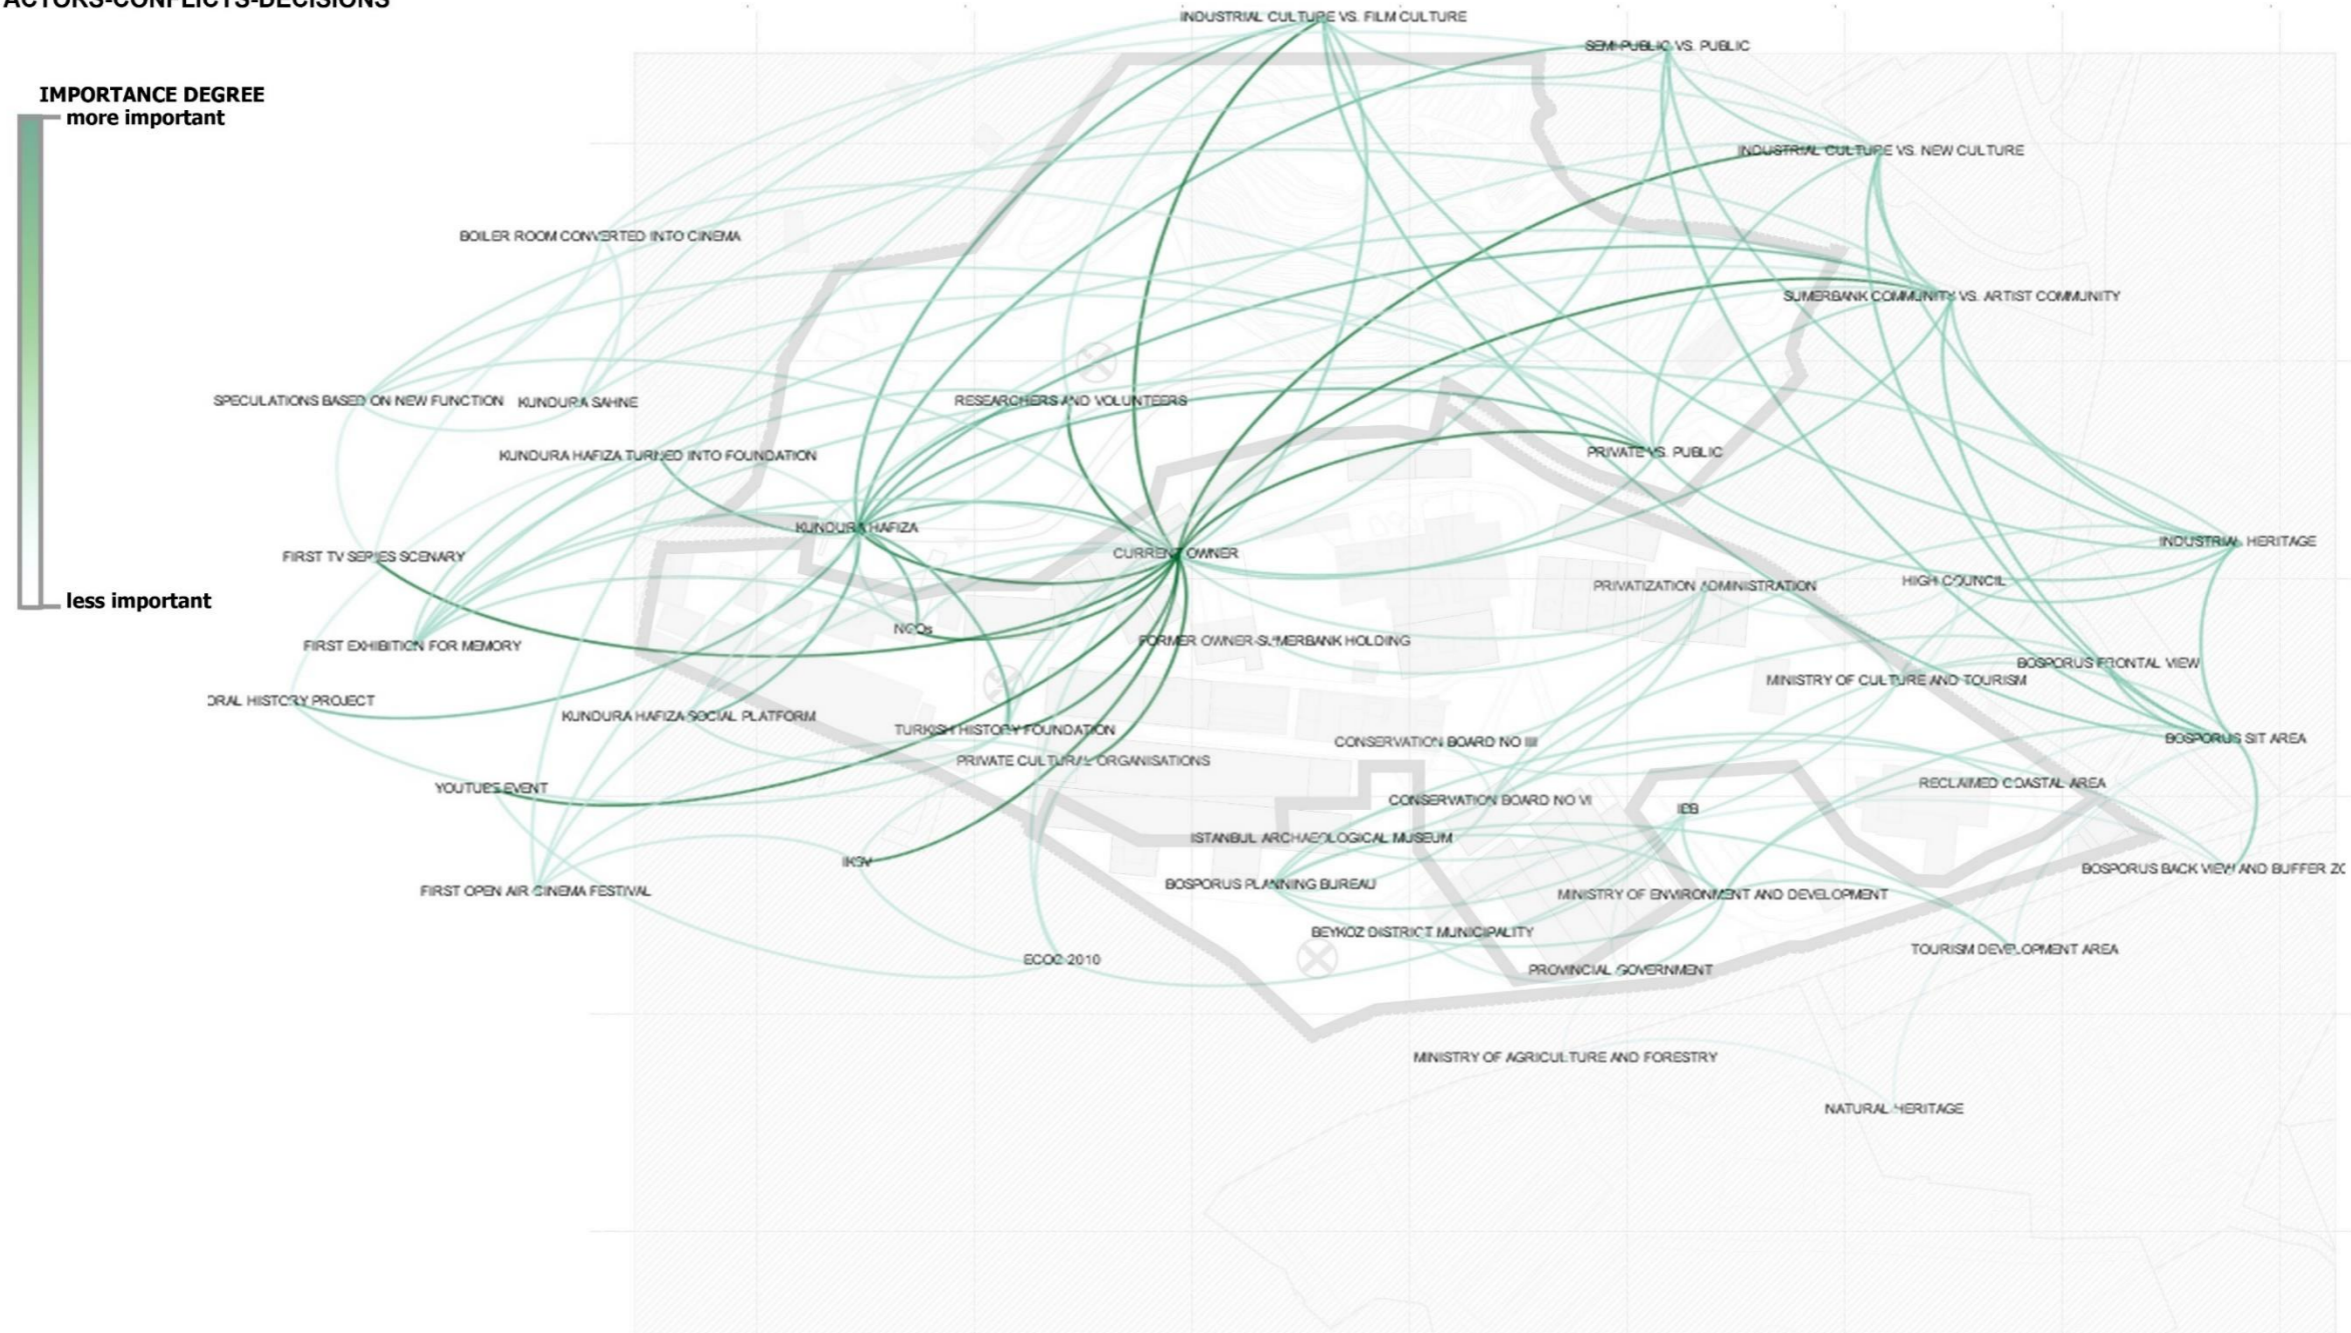 ACTORS-CONFLICTS-DECISIONS
INDUSTRIAL CULTURE VS. FILM CULTURE
SEMI-PUBLIC VS. PUBLIC
IMPORTANCE DEGREE
more important
INDUSTRIAL CULTURE VS. NEW CULTURE
BOILER ROOM CONVERTED INTO CINEMA
SUMERBANK COMMUNITY VS. ARTIST COMMUNITY
SPECULATIONS BASED ON NEW FUNCTION
KUNDURA SAHNE
RESEARCHERS AND VOLUNTEERS
KUNDURA HAFIZA TURNED INTO FOUNDATION
PRIVATE VS. PUBLIC
KUNDURA HAFIZA
INDUSTRIAL HERITAGE
FIRST TV SERIES SCENARY
CURRENT OWNER
HIGH COUNCIL
PRIVATIZATION ADMINISTRATION
less important
NGOs
FORMER OWNER-SUMERBANK HOLDING
FIRST EXHIBITION FOR MEMORY
BOSPORUS FRONTAL VIEW
MINISTRY OF CULTURE AND TOURISM
ORAL HISTORY PROJECT
KUNDURA HAFIZA SOCIAL PLATFORM
TURKISH HISTORY FOUNDATION
BOSPORUS SIT AREA
CONSERVATION BOARD NO III
PRIVATE CULTURAL ORGANISATIONS
RECLAIMED COASTAL AREA
YOUTUBE EVENT
CONSERVATION BOARD NO VI
IBB
ISTANBUL ARCHAEOLOGICAL MUSEUM
IKSV
BOSPORUS BACK VIEW AND BUFFER ZO
BOSPORUS PLANNING BUREAU
FIRST OPEN AIR CINEMA FESTIVAL
MINISTRY OF ENVIRONMENT AND DEVELOPMENT
BEYKOZ DISTRICT MUNICIPALITY
TOURISM DEVELOPMENT AREA
ECOC 2010
PROVINCIAL GOVERNMENT
MINISTRY OF AGRICULTURE AND FORESTRY
NATURAL HERITAGE